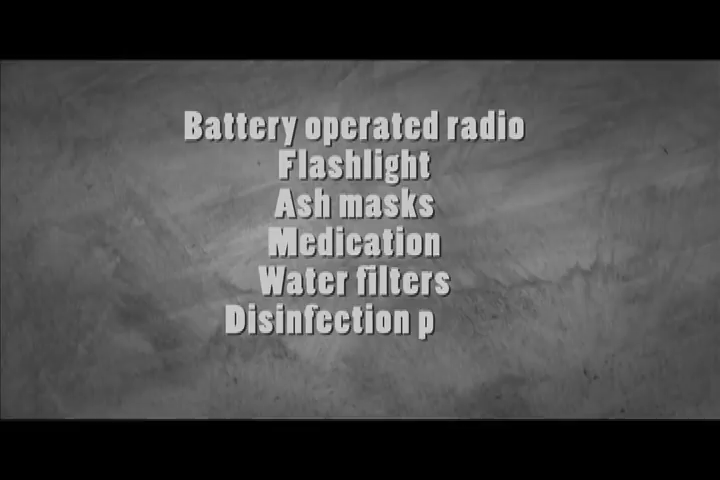 Battery operated radio
Flashlight
Ash masks
Medication
Water filters
Disinfection p